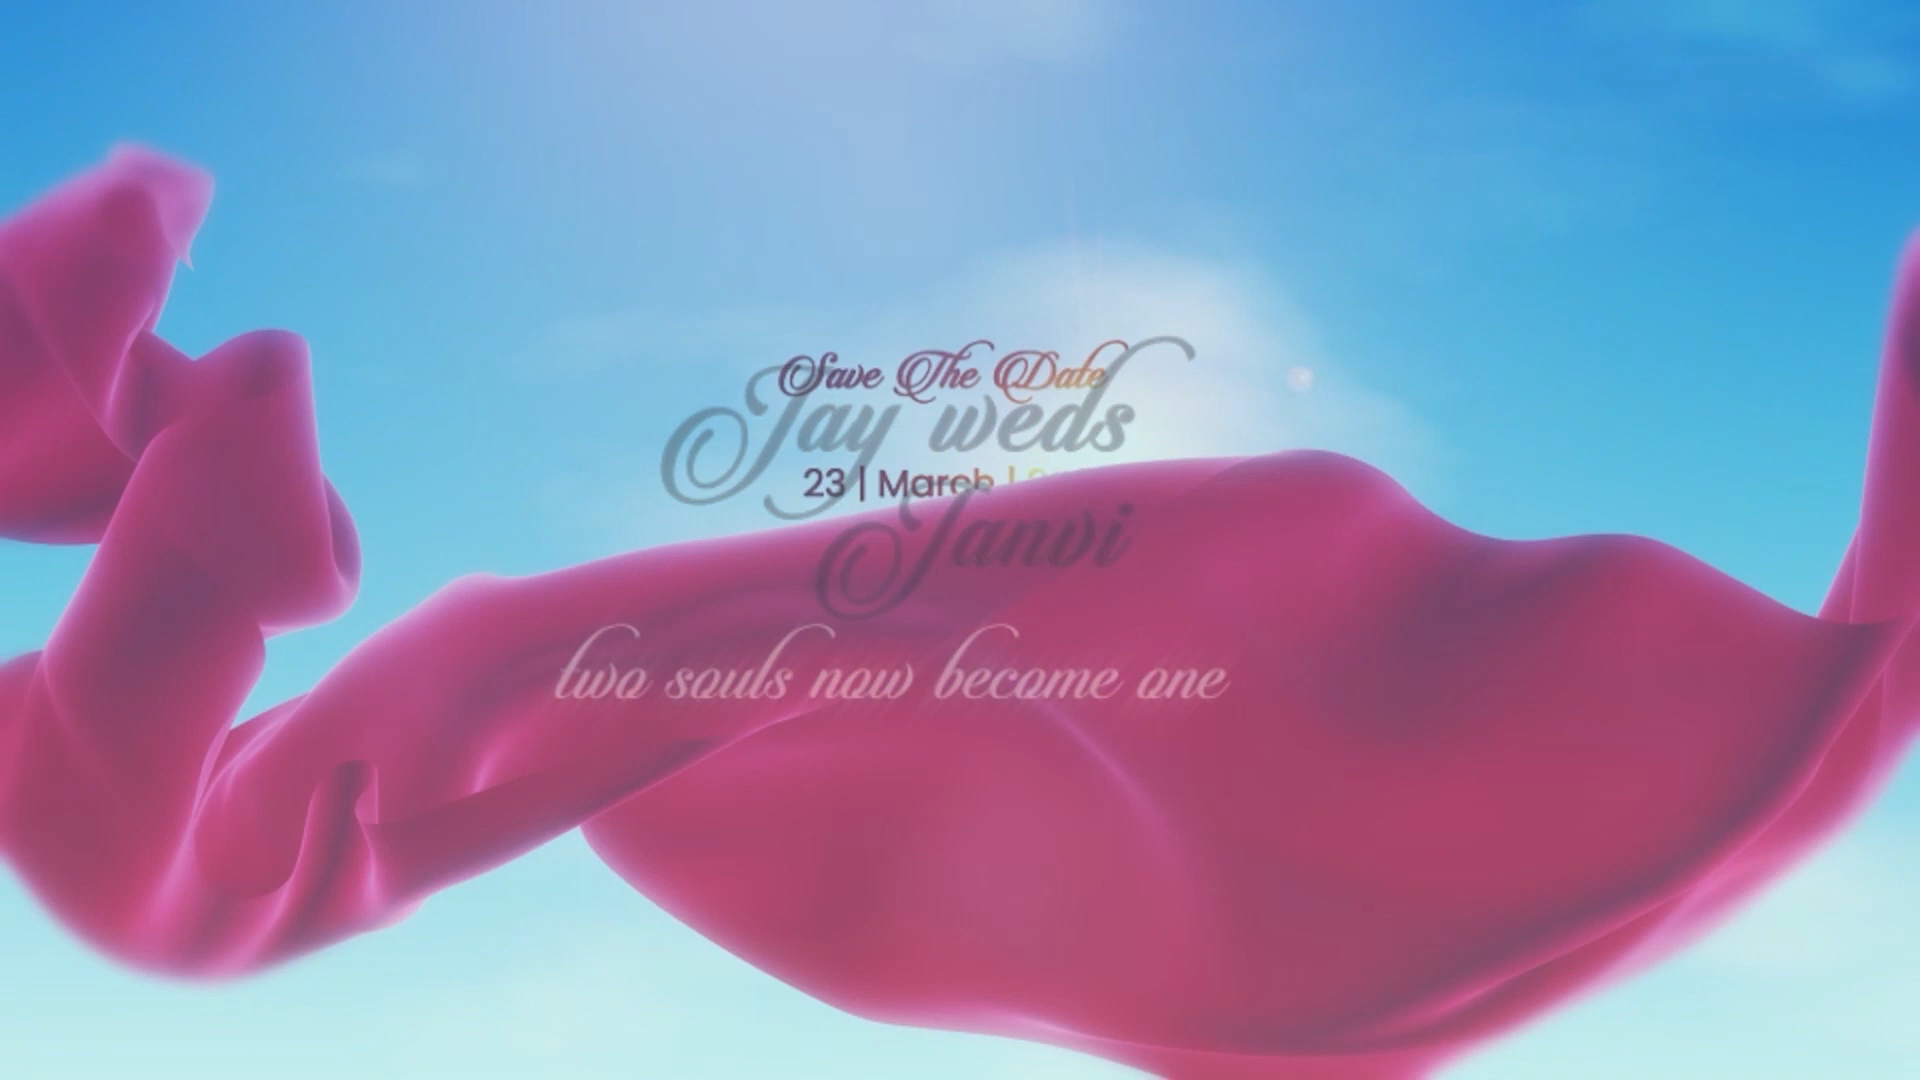 Save The Date
Jay weds
23 | March |
Janvi
two souls now become one